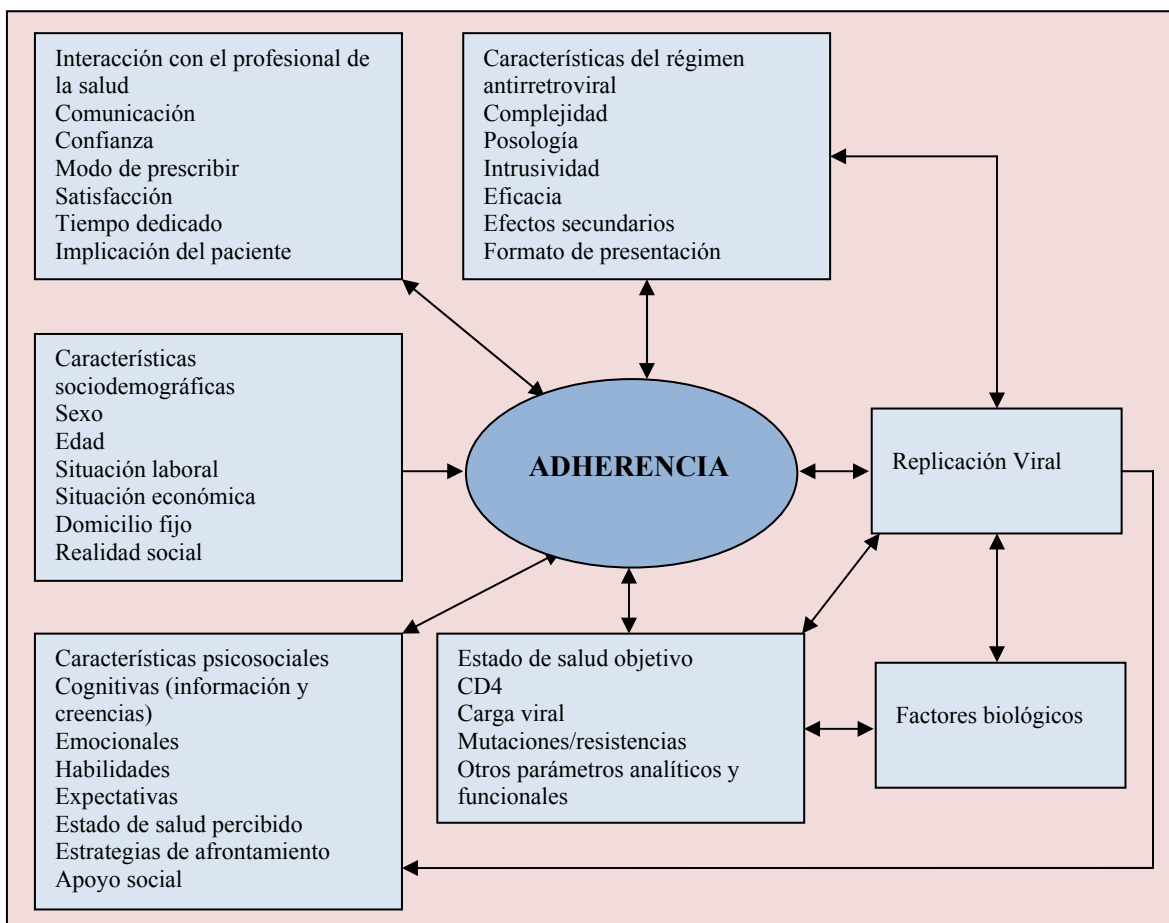 Interacción con el profesional de
la salud
Comunicación
Confianza
Modo de prescribir
Satisfacción
Tiempo dedicado
Implicación del paciente
Características del régimen
antirretroviral
Complejidad
Posología
Intrusividad
Eficacia
Efectos secundarios
Formato de presentación
Características
sociodemográficas
Sexo
Edad
Situación laboral
Situación económica
Domicilio fijo
Realidad social
ADHERENCIA
Replicación Viral
Características psicosociales
Cognitivas (información y
creencias)
Emocionales
Habilidades
Expectativas
Estado de salud percibido
Estrategias de afrontamiento
Apoyo social
Estado de salud objetivo
CD4
Carga viral
Mutaciones/resistencias
Otros parámetros analíticos y
funcionales
Factores biológicos